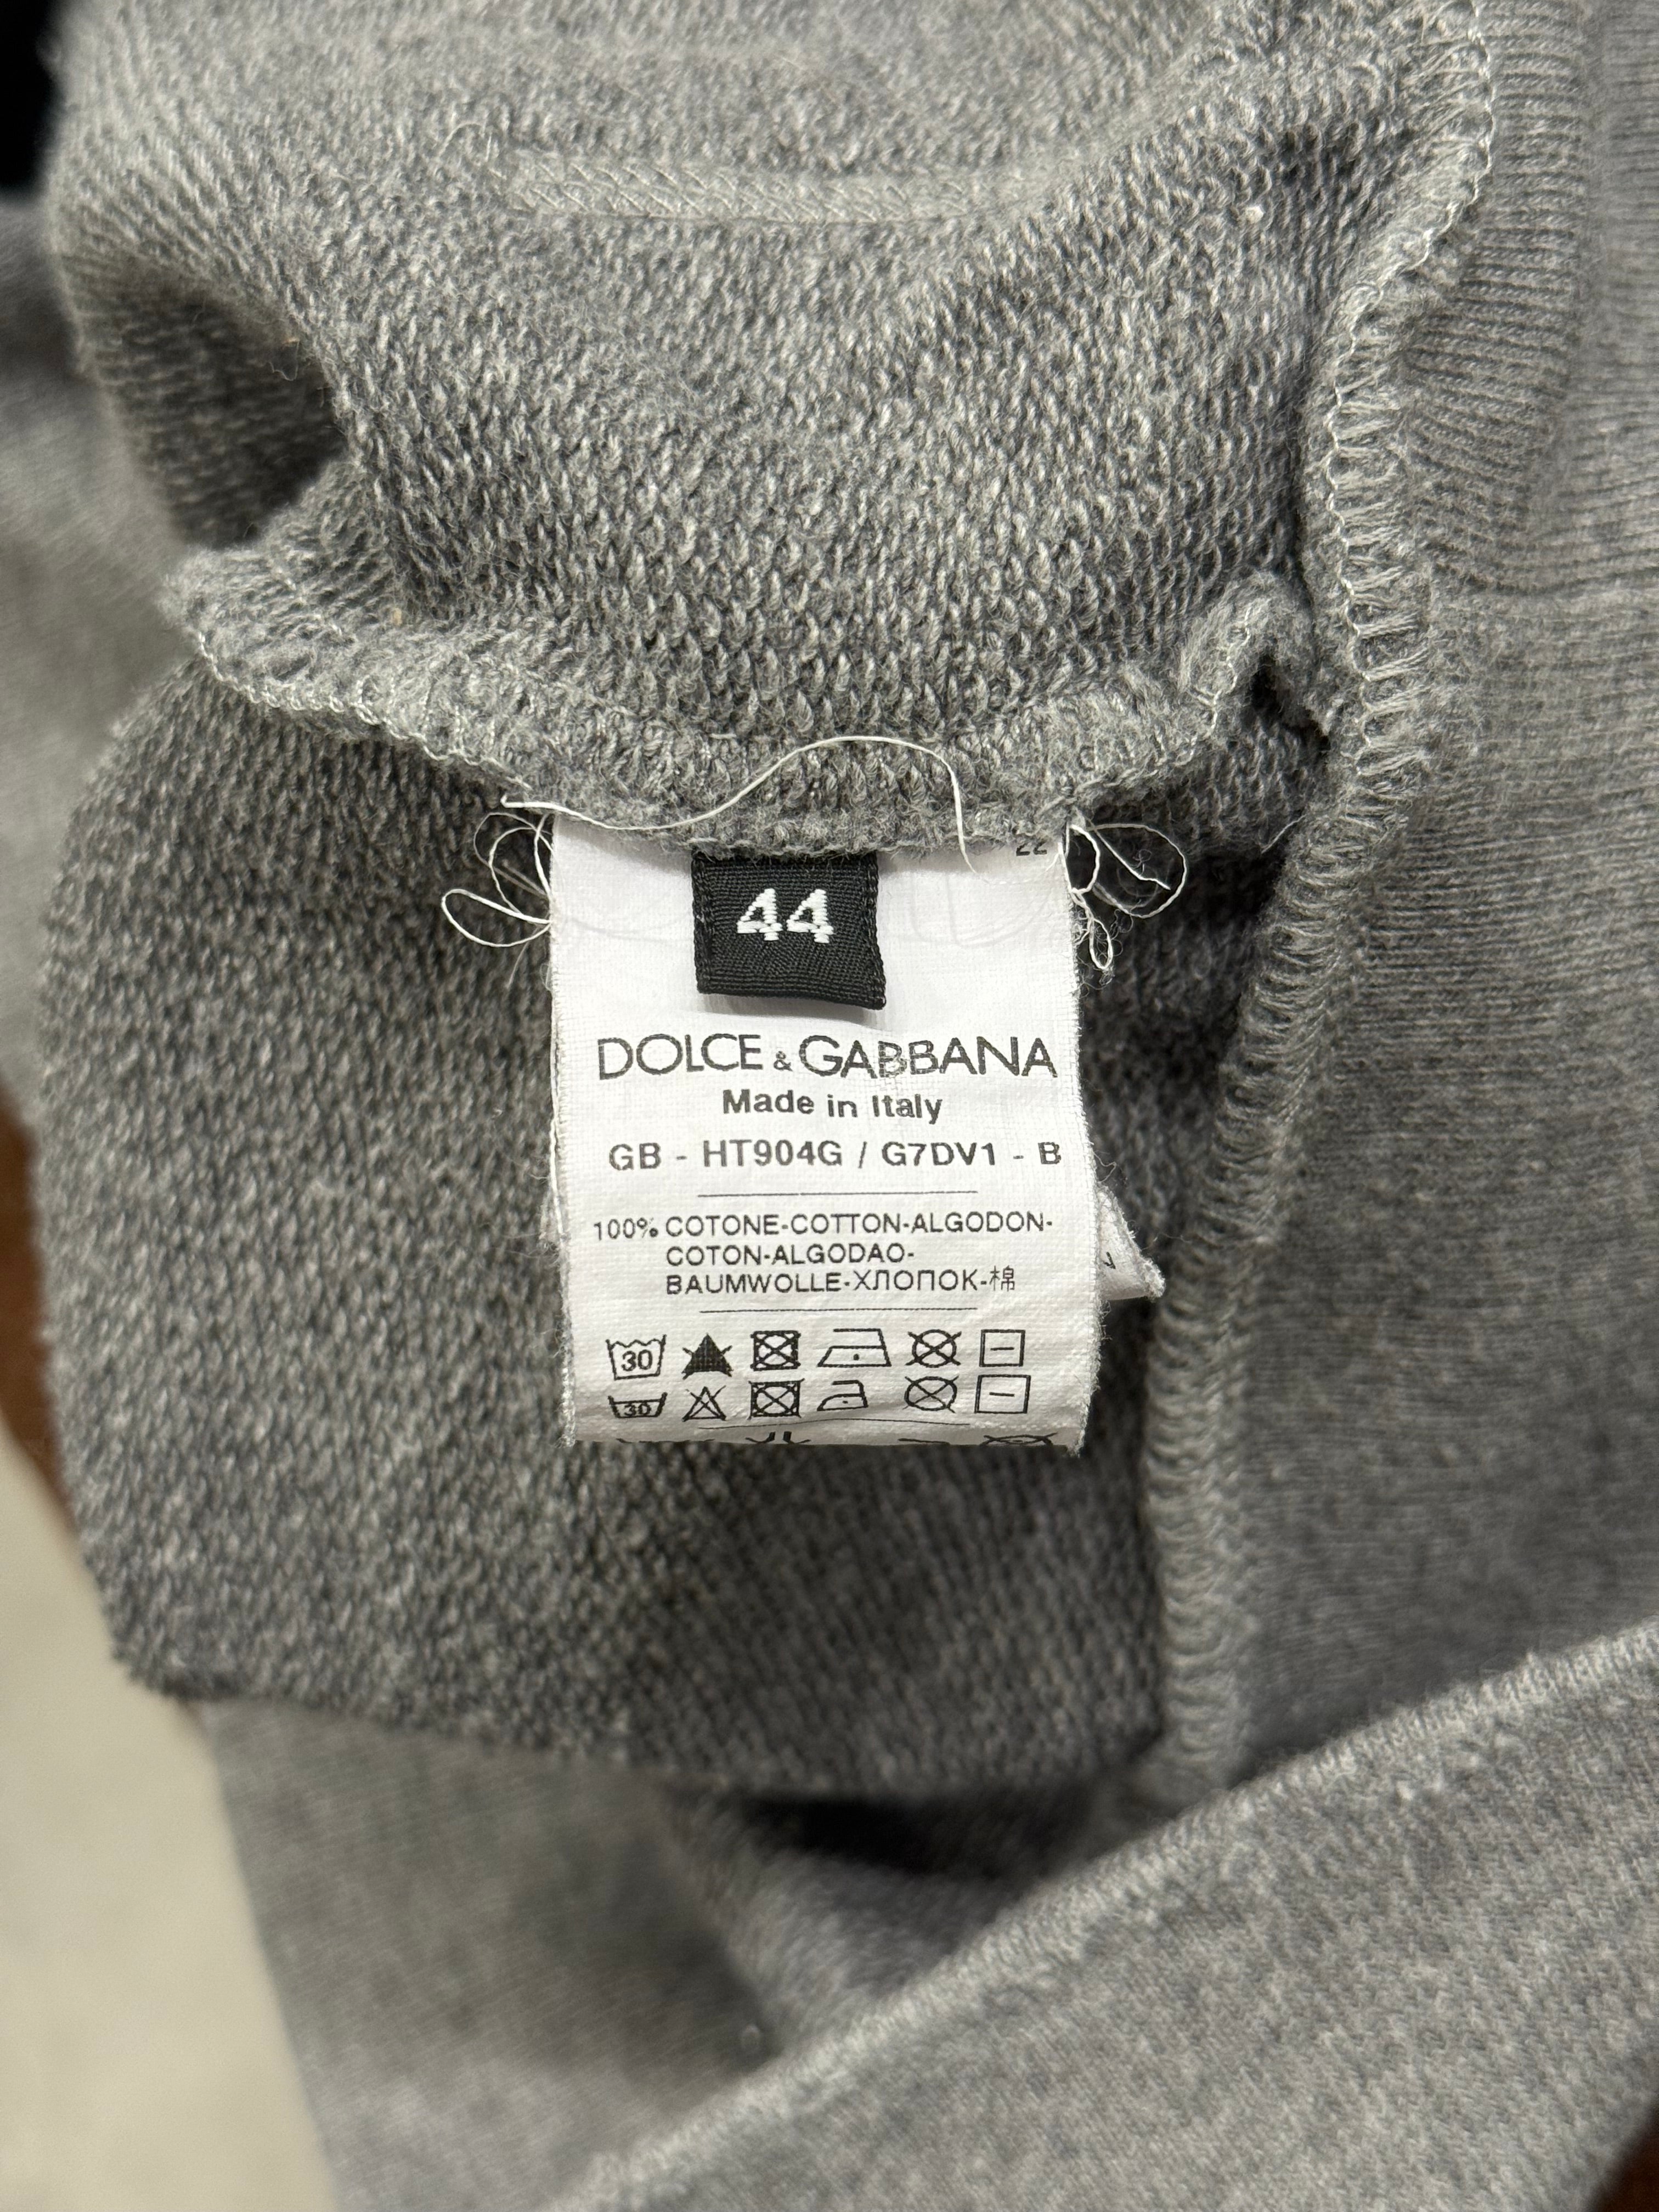 22
44
DOLCE & GABBANA
Made in Italy
GB - HT904G / G7DV1 - B
100% COTONE-COTTON-ALGODON-
COTON-ALGODAO-
BAUMWOLLE-ХЛОПОК-棉
30
30